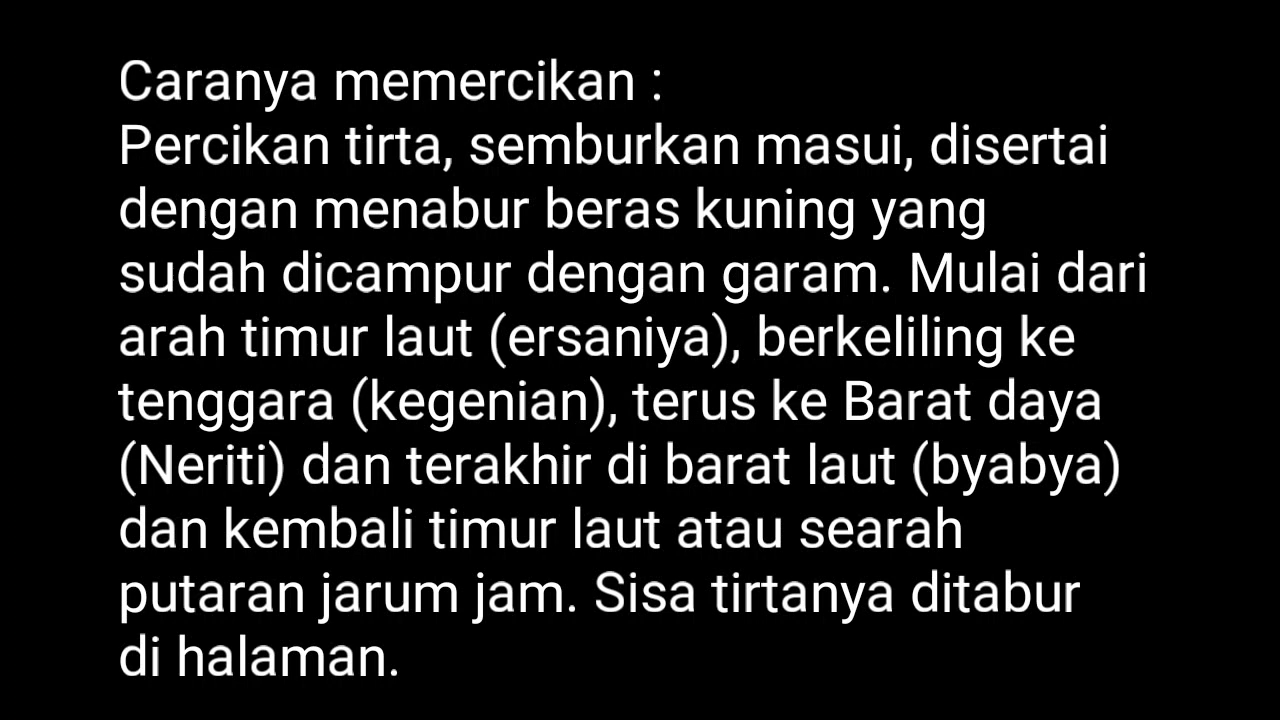 Caranya memercikan :
Percikan tirta, semburkan masui, disertai
dengan menabur beras kuning yang
sudah dicampur dengan garam. Mulai dari
arah timur laut (ersaniya), berkeliling ke
tenggara (kegenian), terus ke Barat daya
(Neriti) dan terakhir di barat laut (byabya)
dan kembali timur laut atau searah
putaran jarum jam. Sisa tirtanya ditabur
di halaman.